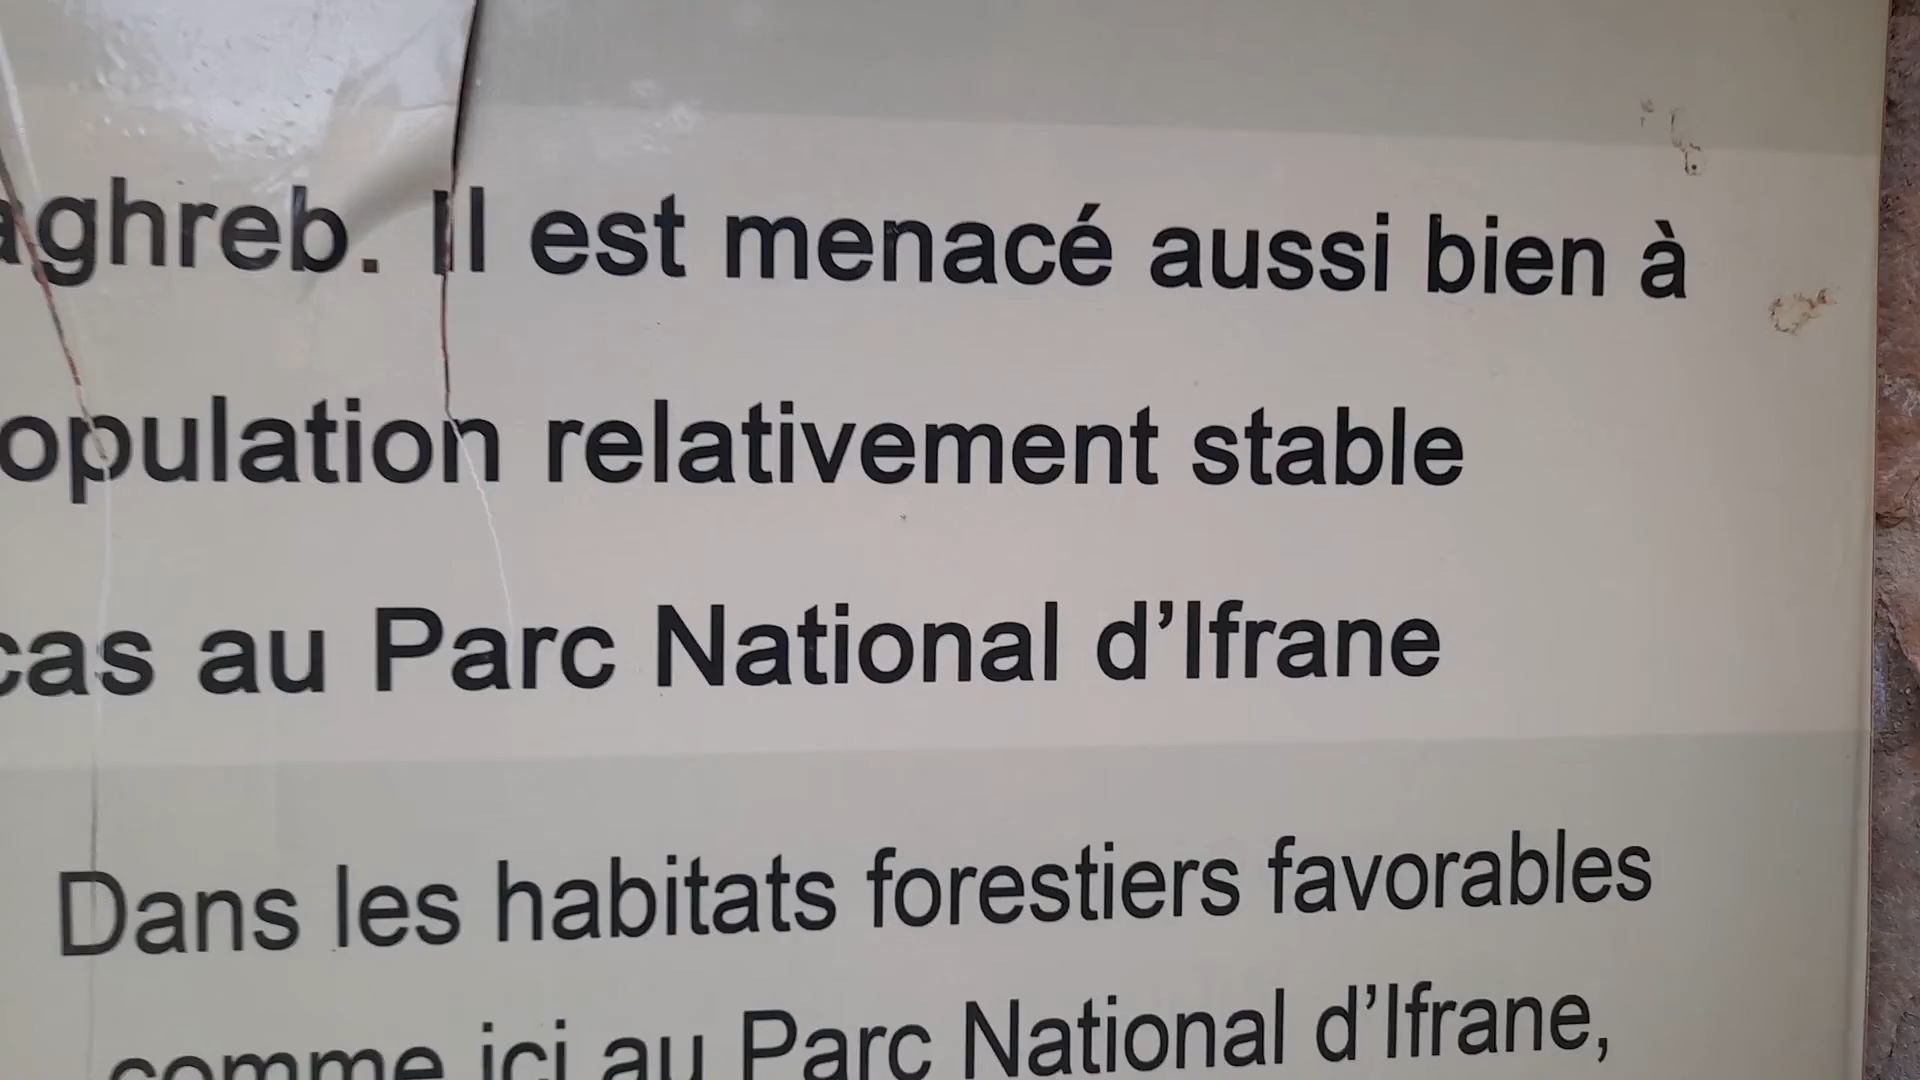 aghreb. Il est menacé aussi bien à
opulation relativement stable
cas au Parc National d’Ifrane
Dans les habitats forestiers favorables
comme ici au Parc National d’Ifrane,